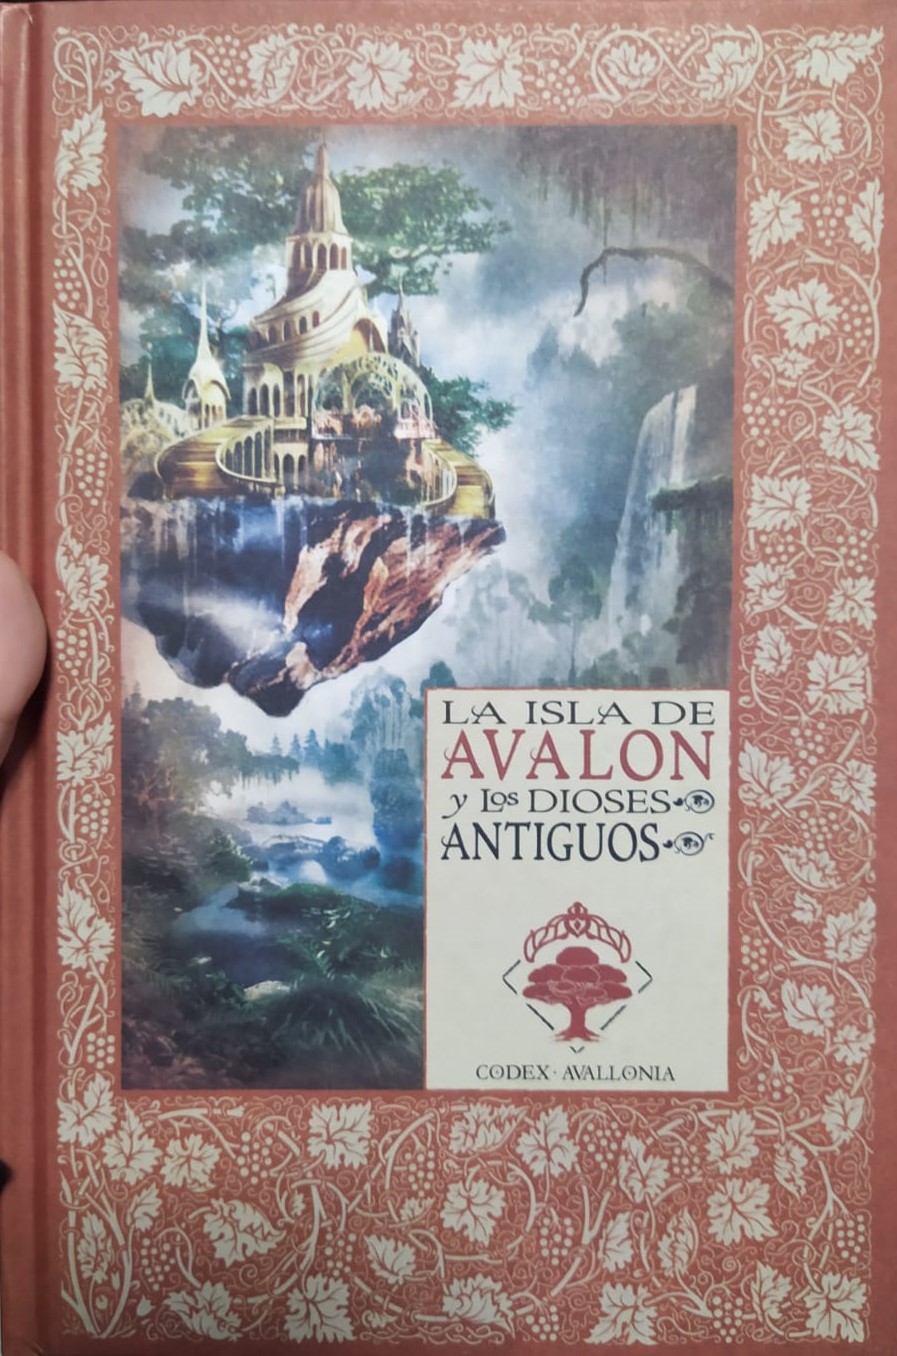 LA ISLA DE
AVALON
y Los DIOSES
ANTIGUOS
CODEX · AVALLONIA